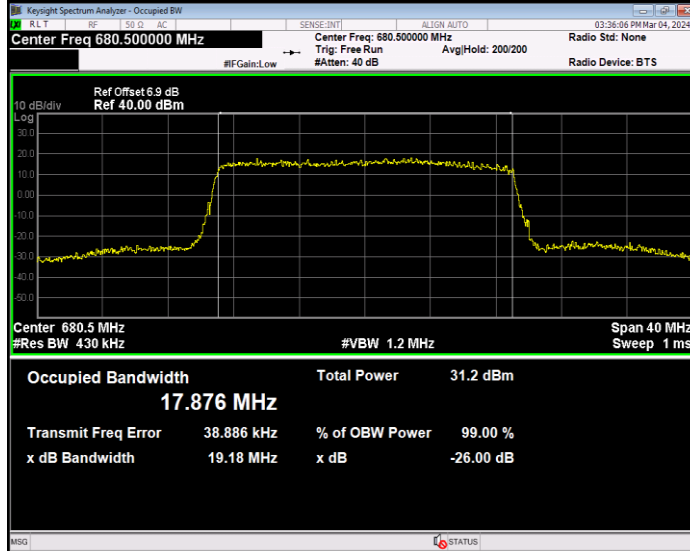 Keysight Spectrum Analyzer - Occupied BW
RLT RF 50 Ω AC SENSE:INT ALIGN AUTO 03:36:06 PM Mar 04, 2024
Center Freq 680.500000 MHz Center Freq: 680.500000 MHz Radio Std: None
Trig: Free Run Avg|Hold: 200/200
#IFGain:Low #Atten: 40 dB Radio Device: BTS
Ref Offset 6.9 dB
10 dB/div Ref 40.00 dBm
Log
30.0
20.0
10.0
0.00
-10.0
-20.0
-30.0
-40.0
-50.0
Center 680.5 MHz Span 40 MHz
#Res BW 430 kHz #VBW 1.2 MHz Sweep 1 ms
Occupied Bandwidth Total Power 31.2 dBm
17.876 MHz
Transmit Freq Error 38.886 kHz % of OBW Power 99.00 %
x dB Bandwidth 19.18 MHz x dB -26.00 dB
MSG STATUS